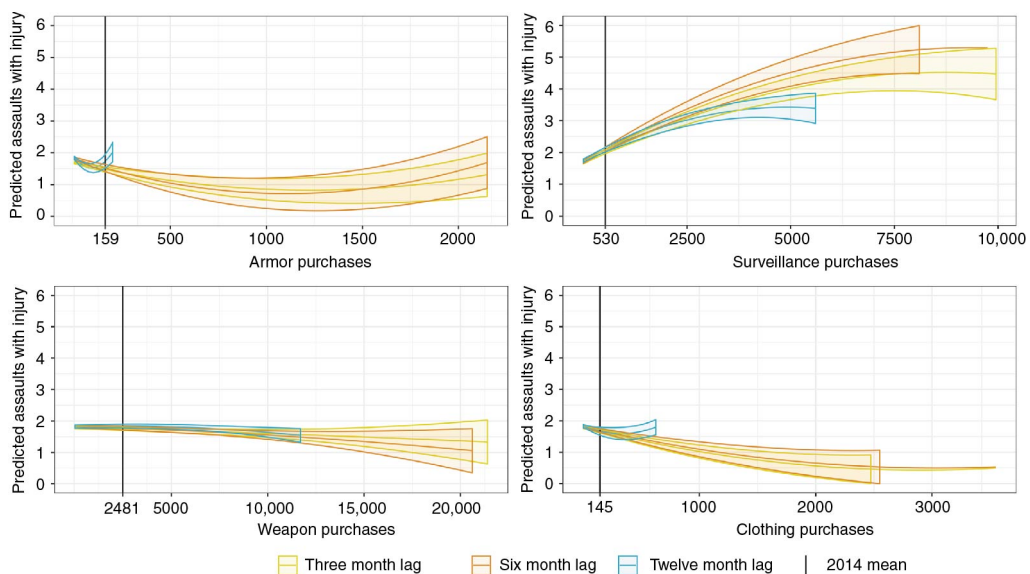 Predicted assaults with injury
6
5
4
3
2
1
0
159 500 1000 1500 2000
Armor purchases
Predicted assaults with injury
6
5
4
3
2
1
0
530 2500 5000 7500 10,000
Surveillance purchases
Predicted assaults with injury
6
5
4
3
2
1
0
2481 5000 10,000 15,000 20,000
Weapon purchases
Predicted assaults with injury
6
5
4
3
2
1
0
145 1000 2000 3000
Clothing purchases
Three month lag Six month lag Twelve month lag 2014 mean